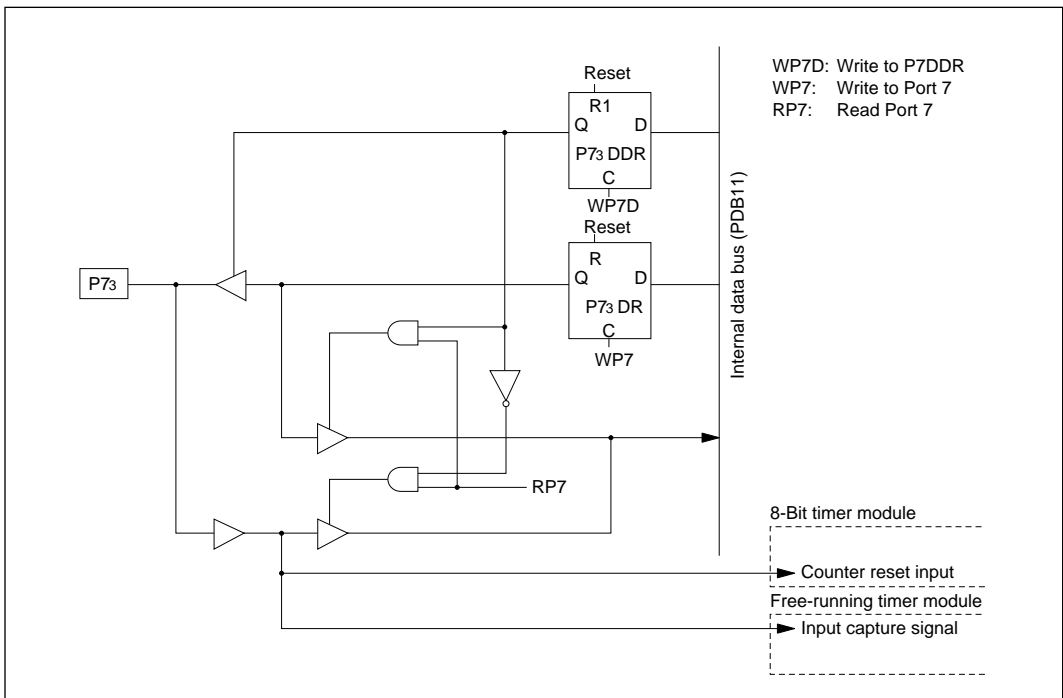 WP7D: Write to P7DDR
WP7: Write to Port 7
RP7: Read Port 7
Reset
R1
Q D
P73 DDR
C
WP7D
Reset
R
Q D
P73 DR
C
WP7
P73
Internal data bus (PDB11)
RP7
8-Bit timer module
Counter reset input
Free-running timer module
Input capture signal